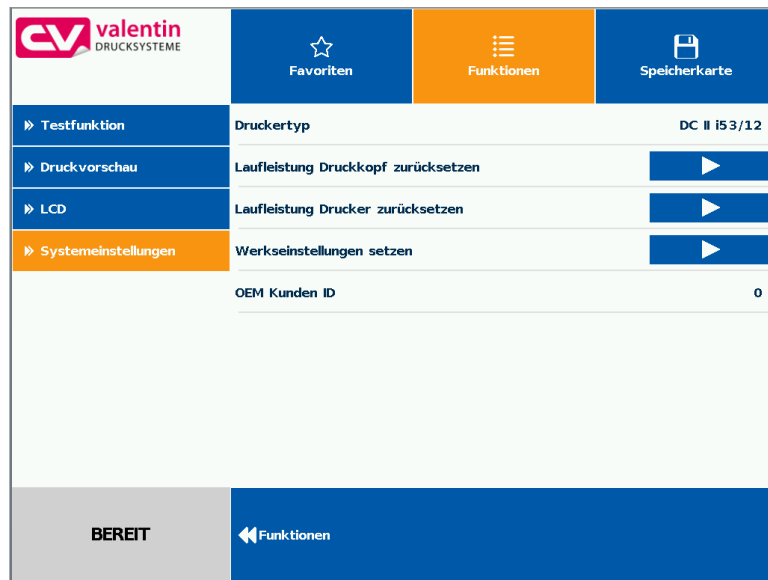 CV valentin
DRUCKSYSTEME
Favoriten
Funktionen
Speicherkarte
Testfunktion
Druckvorschau
LCD
Systemeinstellungen
Druckertyp DC II i53/12
Laufleistung Druckkopf zurücksetzen
Laufleistung Drucker zurücksetzen
Werkseinstellungen setzen
OEM Kunden ID 0
BEREIT
Funktionen